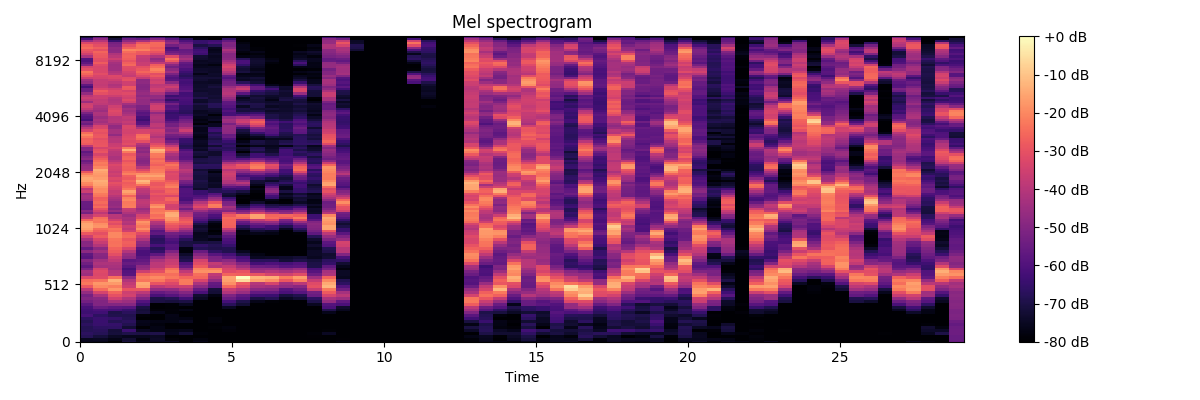 Mel spectrogram
+0 dB
-10 dB
-20 dB
-30 dB
-40 dB
-50 dB
-60 dB
-70 dB
-80 dB
8192
4096
2048
1024
512
0
Hz
0 5 10 15 20 25
Time